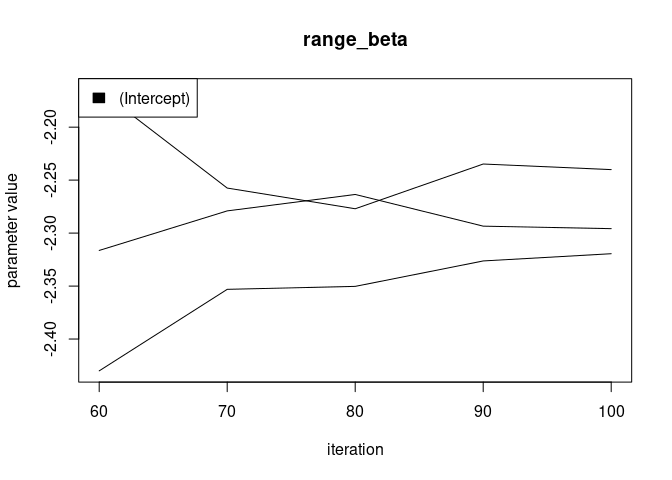 range_beta
(Intercept)
parameter value
-2.20
-2.25
-2.30
-2.35
-2.40
60 70 80 90 100
iteration